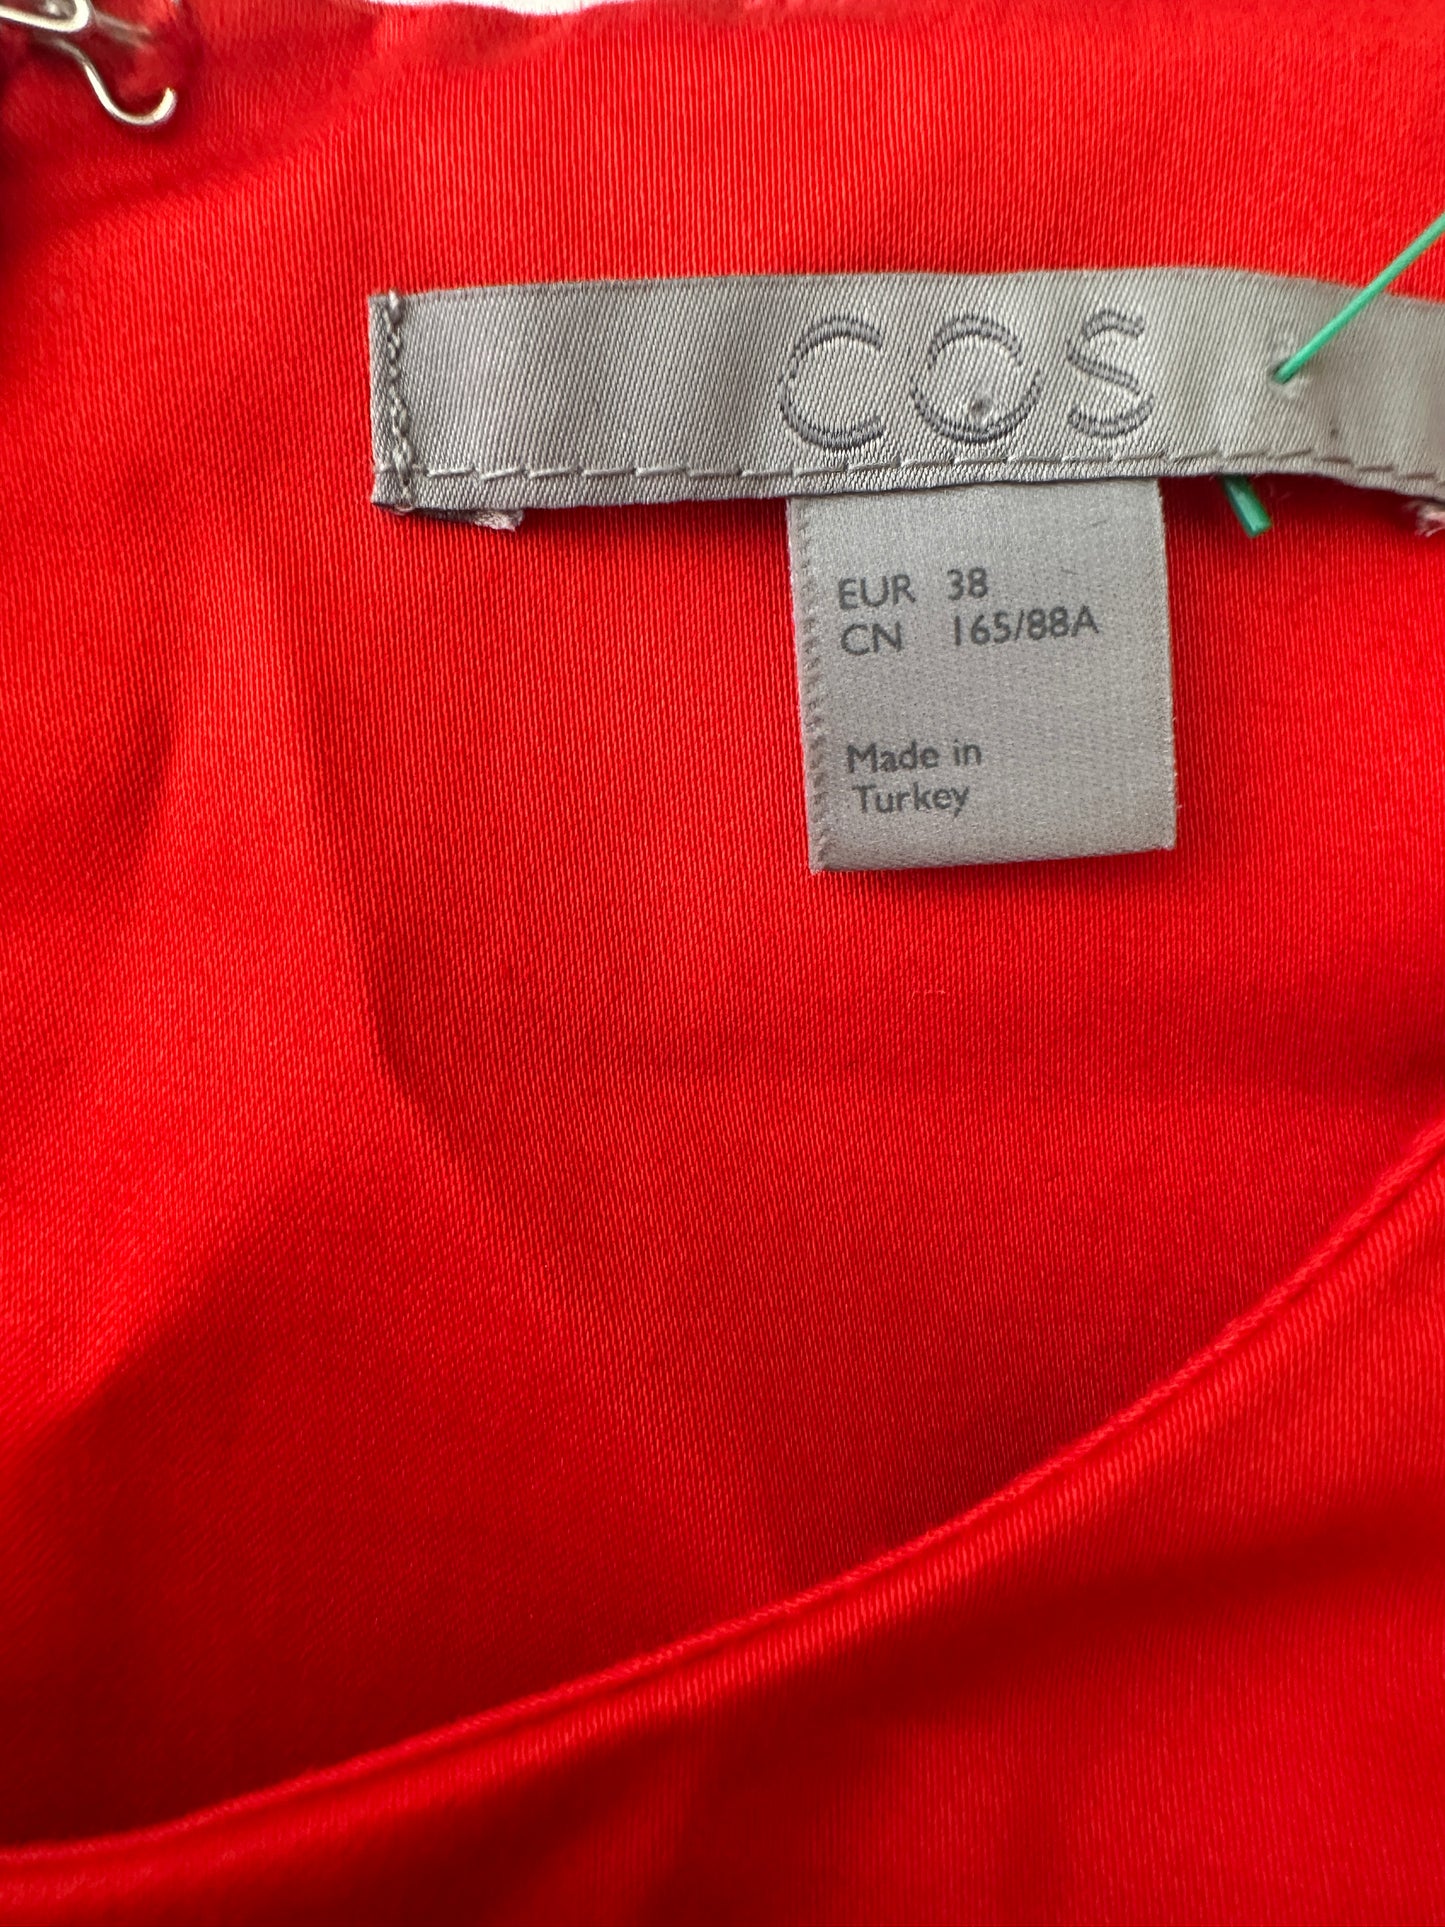 COS
EUR 38
CN 165/88A
Made in
Turkey